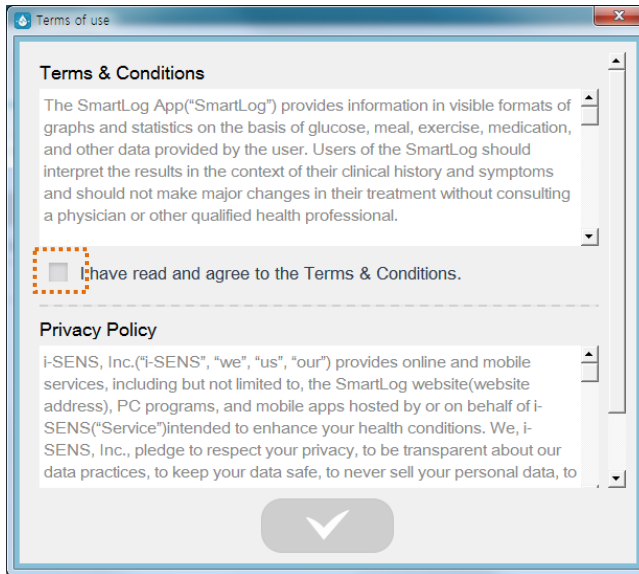 Terms of use
Terms & Conditions
The SmartLog App(“SmartLog”) provides information in visible formats of
graphs and statistics on the basis of glucose, meal, exercise, medication,
and other data provided by the user. Users of the SmartLog should
interpret the results in the context of their clinical history and symptoms
and should not make major changes in their treatment without consulting
a physician or other qualified health professional.
I have read and agree to the Terms & Conditions.
Privacy Policy
i-SENS, Inc.(“i-SENS”, “we”, “us”, “our”) provides online and mobile
services, including but not limited to, the SmartLog website(website
address), PC programs, and mobile apps hosted by or on behalf of i-
SENS(“Service”)intended to enhance your health conditions. We, i-
SENS, Inc., pledge to respect your privacy, to be transparent about our
data practices, to keep your data safe, to never sell your personal data, to